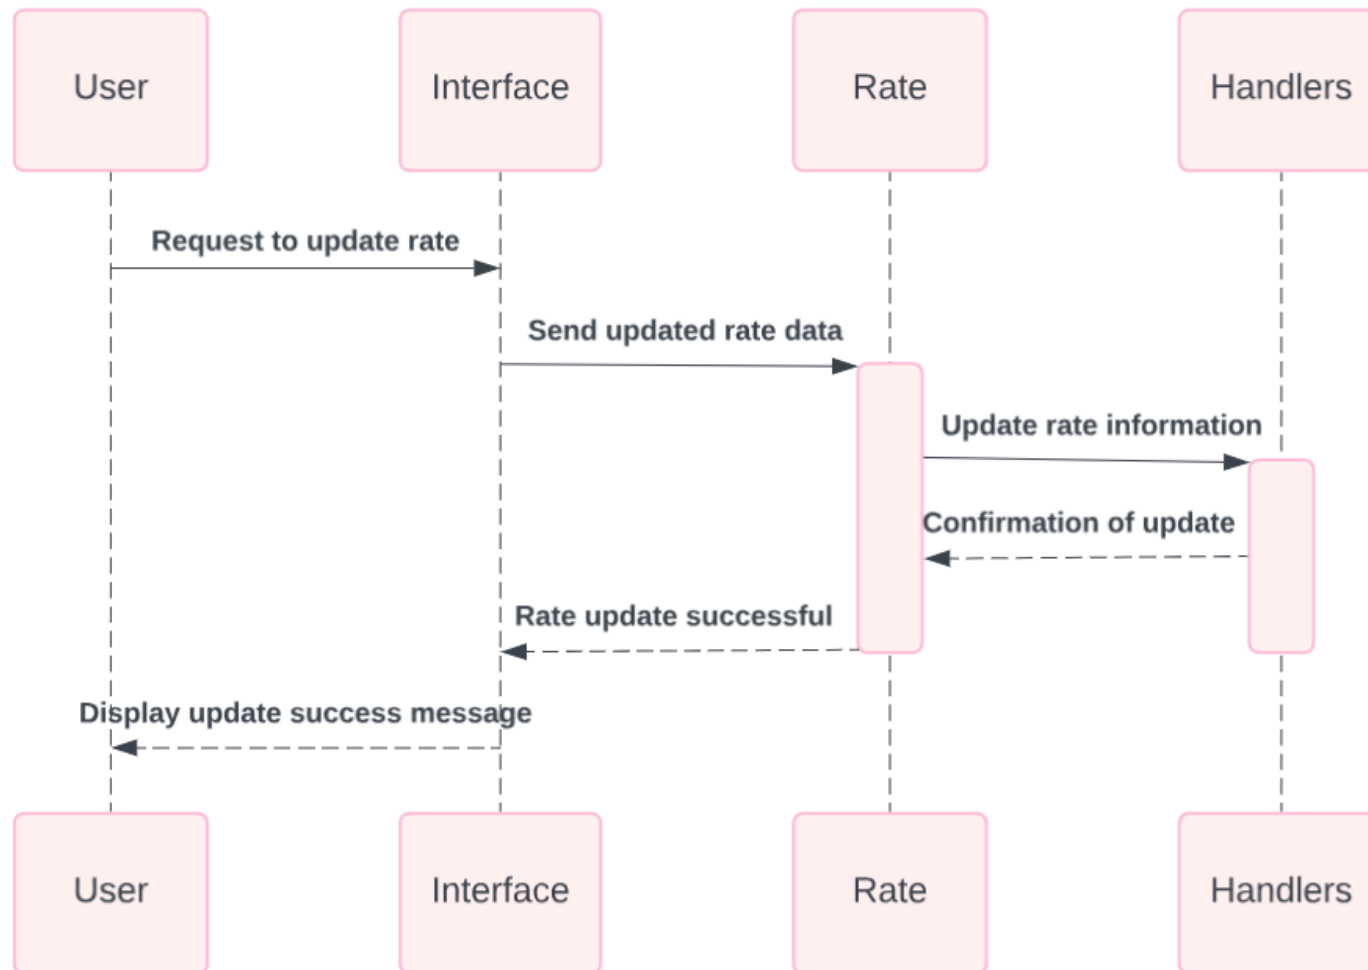 User
Interface
Rate
Handlers
Request to update rate
Send updated rate data
Update rate information
Confirmation of update
Rate update successful
Display update success message
User
Interface
Rate
Handlers